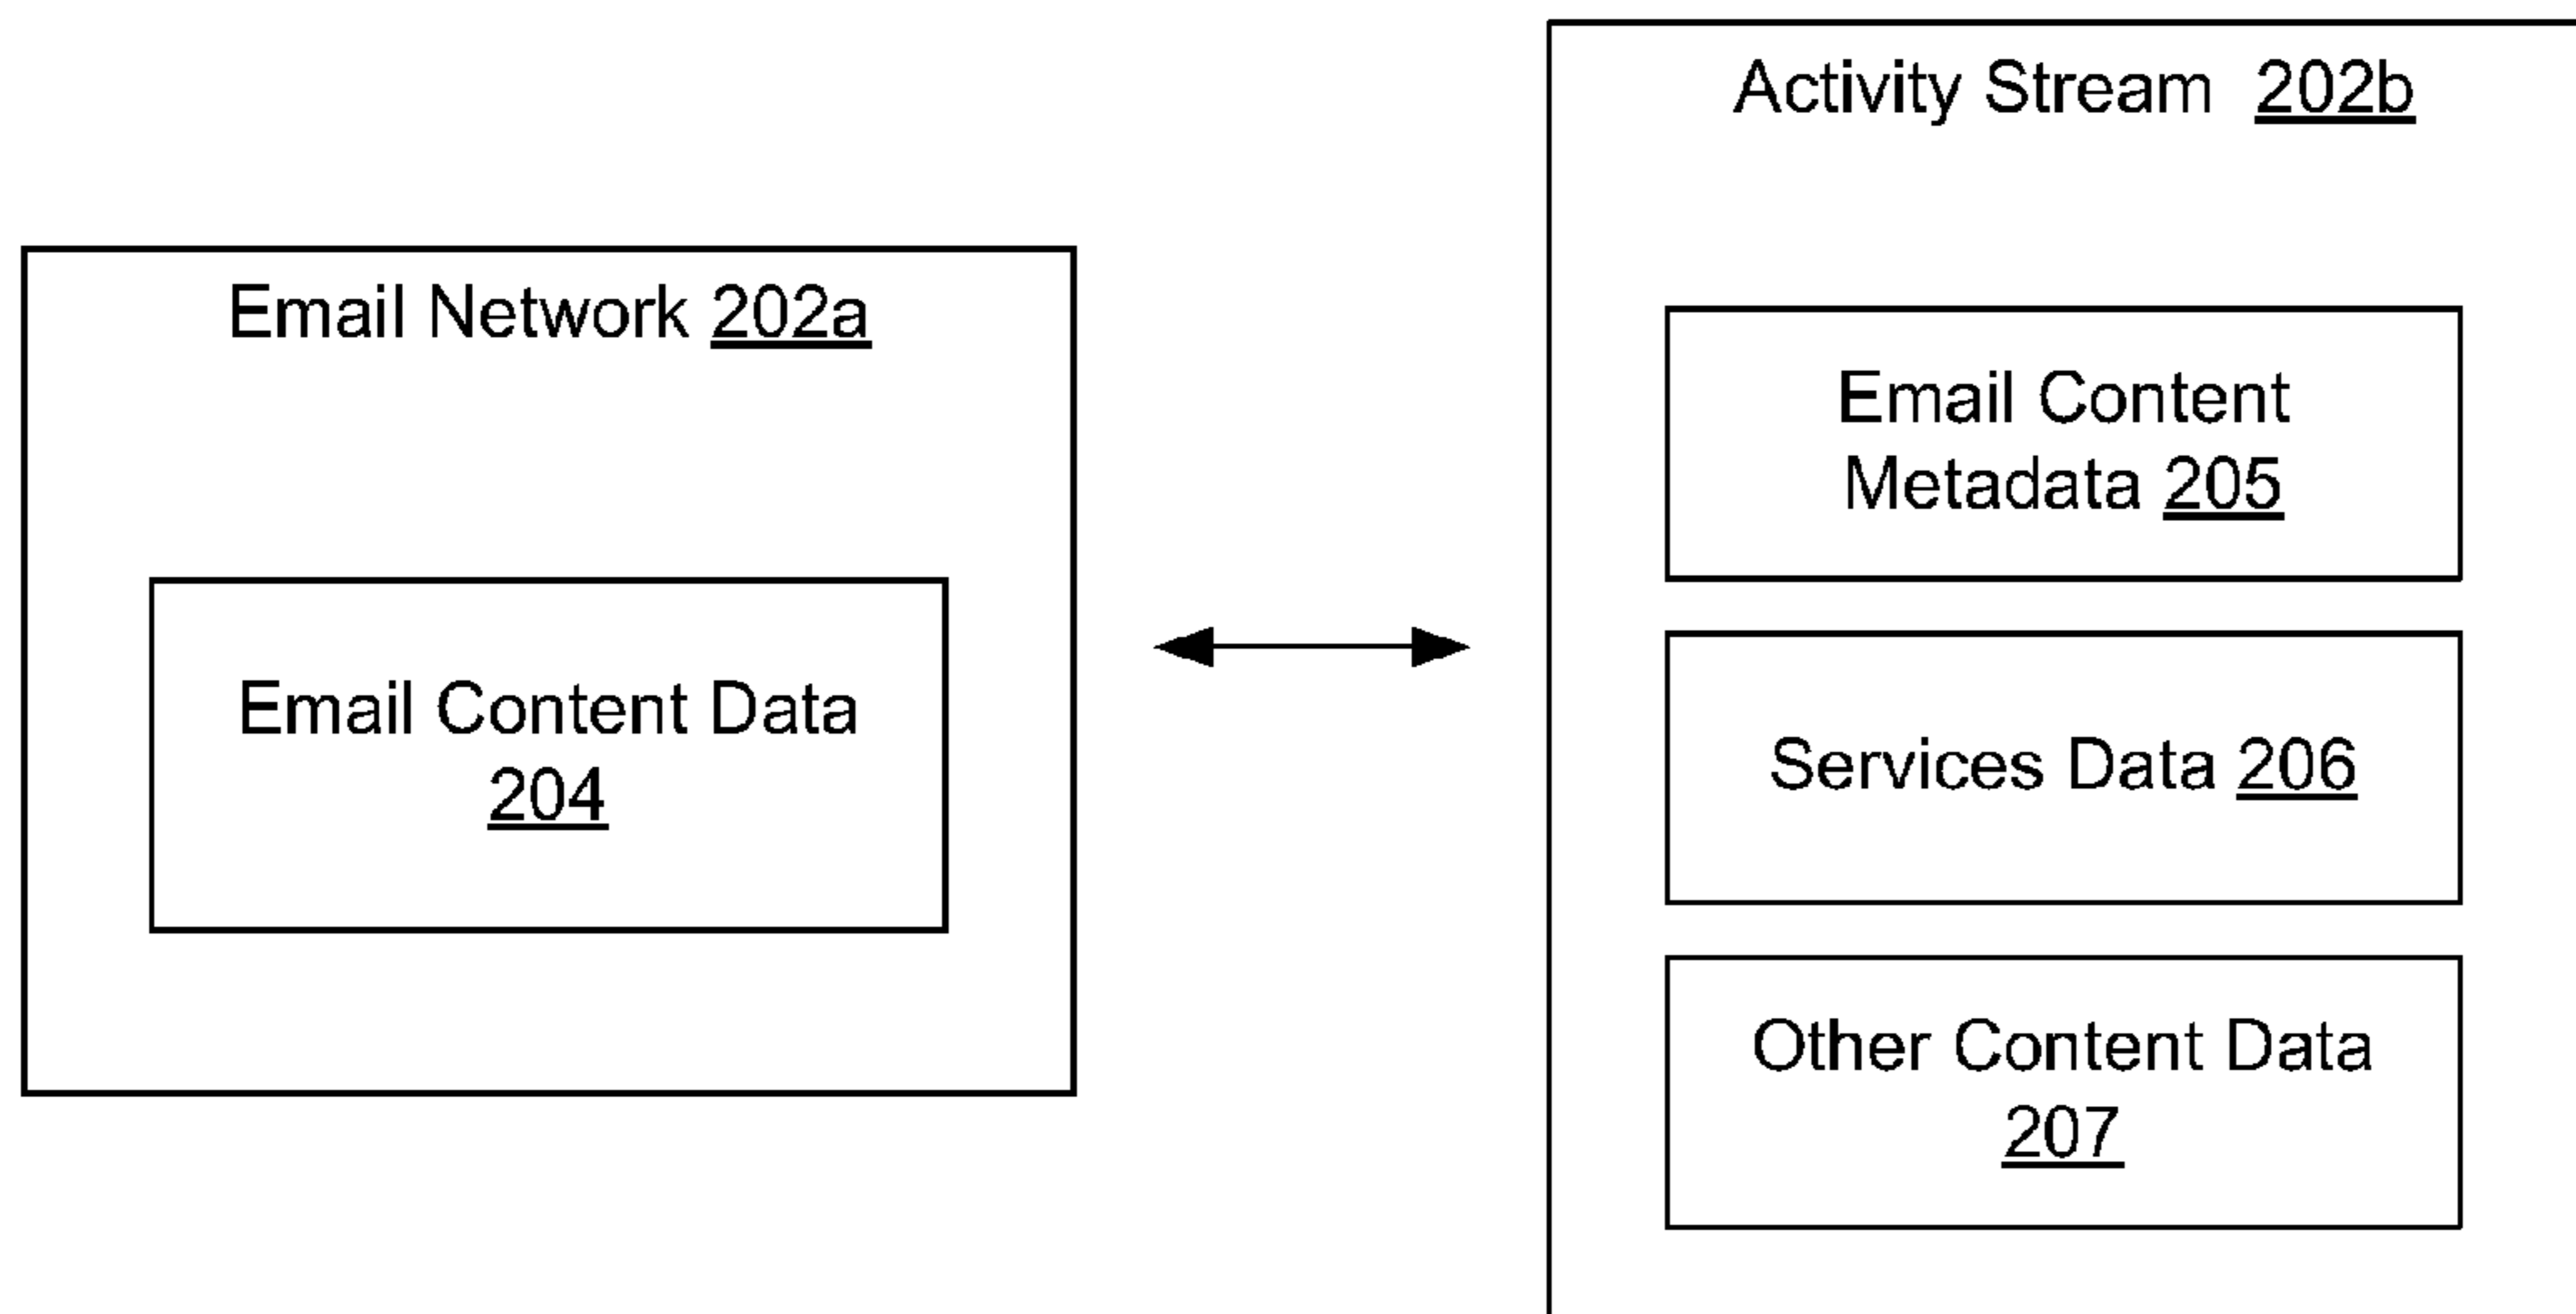 Activity Stream 202b
Email Network 202a
Email Content
Metadata 205
Email Content Data
204
Services Data 206
Other Content Data
207